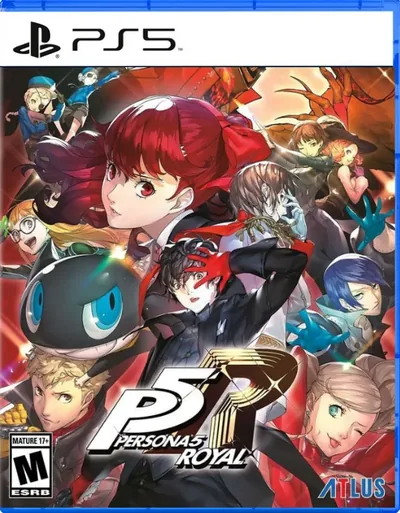 PS5
P5R
PERSONA5
ROYAL
MATURE 17+
M
ESRB
ATLUS